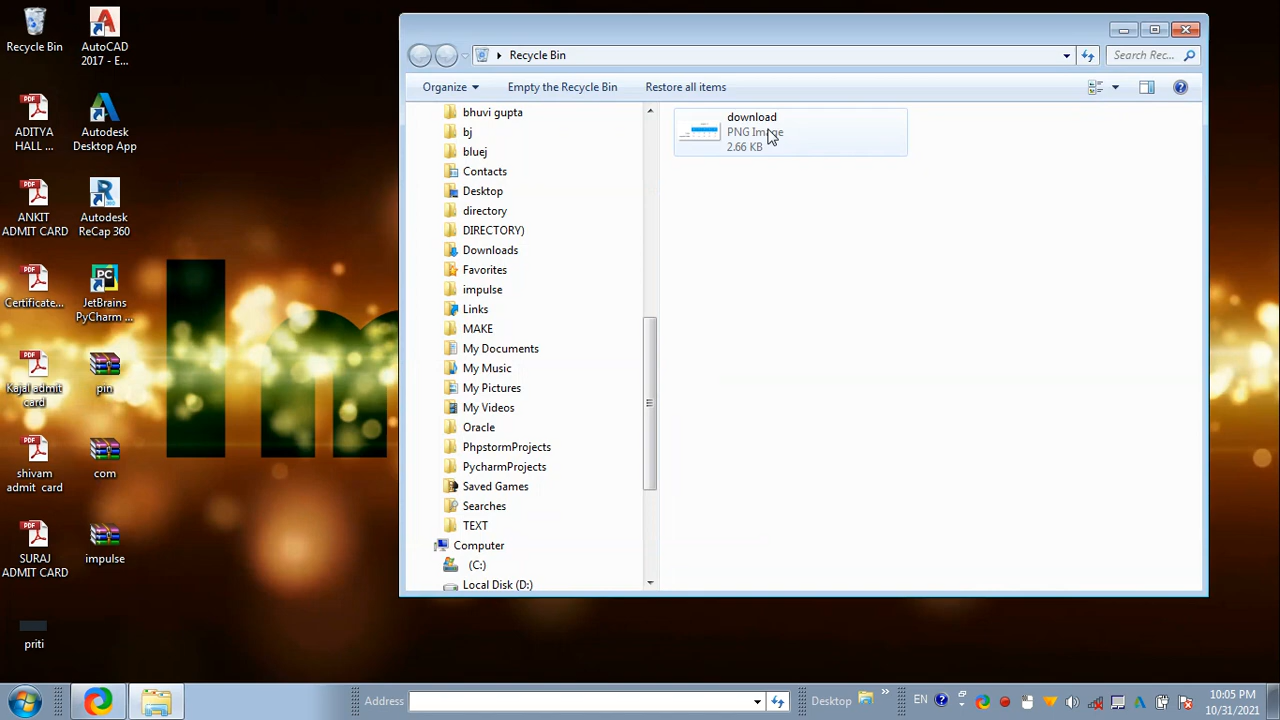 Recycle Bin
AutoCAD
2017 - E...
ADITYA
HALL ...
Autodesk
Desktop App
ANKIT
ADMIT CARD
Autodesk
ReCap 360
Certificate...
JetBrains
PyCharm ...
Kajal admit
card
pin
shivam
admit card
com
SURAJ
ADMIT CARD
impulse
priti
Recycle Bin
Search Rec...
Organize
Empty the Recycle Bin
Restore all items
bhuvi gupta
bj
bluej
Contacts
Desktop
directory
DIRECTORY)
Downloads
Favorites
impulse
Links
MAKE
My Documents
My Music
My Pictures
My Videos
Oracle
PhpstormProjects
PycharmProjects
Saved Games
Searches
TEXT
Computer
(C:)
Local Disk (D:)
download
PNG Image
2.66 KB
Address
Desktop
»
EN
10:05 PM
10/31/2021